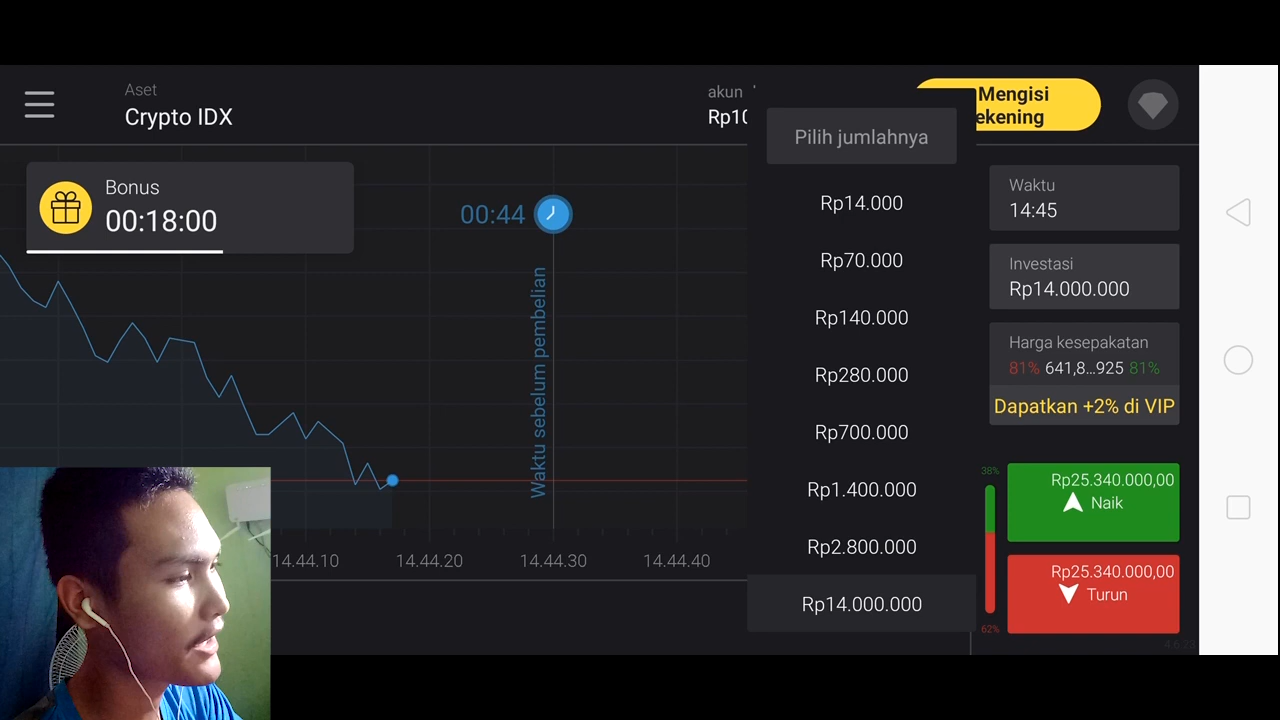 Aset
Crypto IDX
akun
Rp10
Mengisi
ekening
Pilih jumlahnya
Bonus
00:18:00
00:44
Waktu sebelum pembelian
Rp14.000
Rp70.000
Rp140.000
Rp280.000
Rp700.000
Rp1.400.000
Rp2.800.000
Rp14.000.000
Waktu
14:45
Investasi
Rp14.000.000
Harga kesepakatan
81% 641,8...925 81%
Dapatkan +2% di VIP
38%
Rp25.340.000,00
Naik
Rp25.340.000,00
Turun
62%
14.44.10
14.44.20
14.44.30
14.44.40